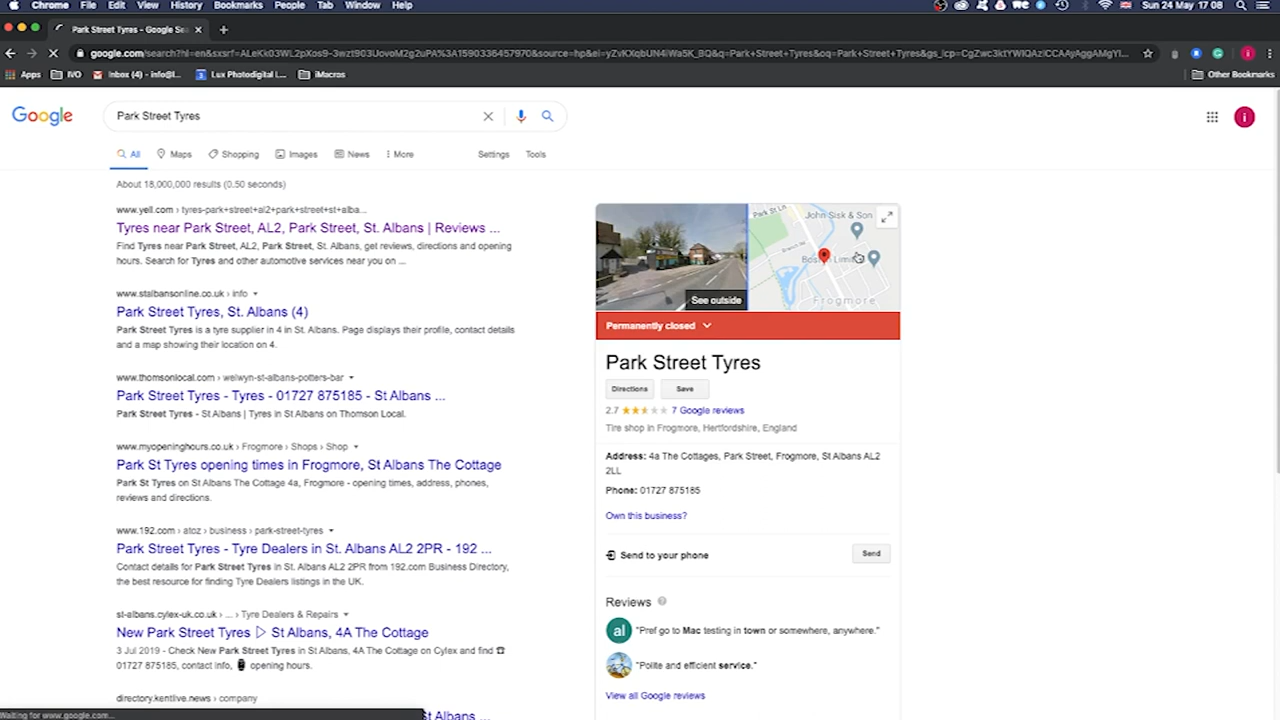 Chrome File Edit View History Bookmarks People Tab Window Help Sun 24 May 17 08
Park Street Tyres - Google Se
Apps IVO Inbox (4) - info@l... Lux Photodigital l... iMacros Other Bookmarks
Google Park Street Tyres
All Maps Shopping Images News More Settings Tools
About 18,000,000 results (0.50 seconds)
www.yell.com › tyres-park+street+al2+park+street+st+alba...
Tyres near Park Street, AL2, Park Street, St. Albans | Reviews ...
Find Tyres near Park Street, AL2, Park Street, St. Albans, get reviews, directions and opening
hours. Search for Tyres and other automotive services near you on ...
www.stalbansonline.co.uk › info
Park Street Tyres, St. Albans (4)
Park Street Tyres is a tyre supplier in 4 in St. Albans. Page displays their profile, contact details
and a map showing their location on 4.
www.thomsonlocal.com › welwyn-st-albans-potters-bar
Park Street Tyres - Tyres - 01727 875185 - St Albans ...
Park Street Tyres - St Albans | Tyres in St Albans on Thomson Local.
www.myopeninghours.co.uk › Frogmore › Shops › Shop
Park St Tyres opening times in Frogmore, St Albans The Cottage
Park St Tyres on St Albans The Cottage 4a, Frogmore - opening times, address, phones,
reviews and directions.
www.192.com › atoz › business › park-street-tyres
Park Street Tyres - Tyre Dealers in St. Albans AL2 2PR - 192 ...
Contact details for Park Street Tyres in St. Albans AL2 2PR from 192.com Business Directory,
the best resource for finding Tyre Dealers listings in the UK.
st-albans.cylex-uk.co.uk › ... › Tyre Dealers & Repairs
New Park Street Tyres ▷ St Albans, 4A The Cottage
3 Jul 2019 - Check New Park Street Tyres in St Albans, 4A The Cottage on Cylex and find ☎
01727 875185, contact info, ⌚ opening hours.
directory.kentlive.news › company
St Albans ...
Waiting for www.google.com...
Park St Ln
John Sisk & Son
Frogmore
See outside
Permanently closed
Park Street Tyres
Directions Save
2.7 7 Google reviews
Tire shop in Frogmore, Hertfordshire, England
Address: 4a The Cottages, Park Street, Frogmore, St Albans AL2
2LL
Phone: 01727 875185
Own this business?
Send to your phone Send
Reviews
al "Pref go to Mac testing in town or somewhere, anywhere."
"Polite and efficient service."
View all Google reviews